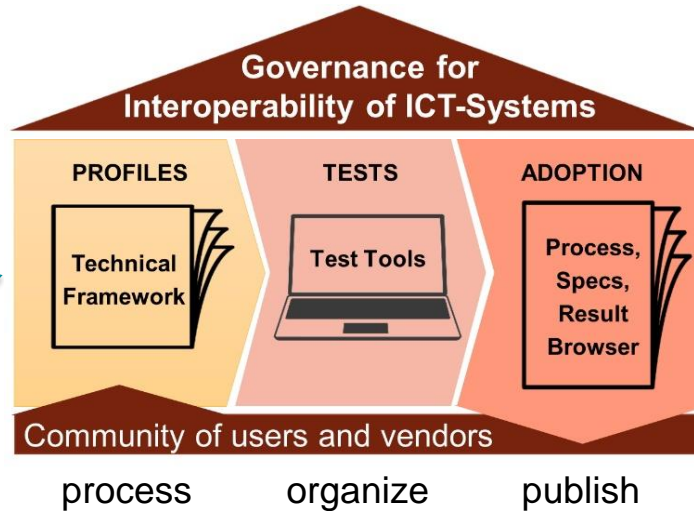 Governance for
Interoperability of ICT-Systems
PROFILES
TESTS
ADOPTION
Technical
Framework
Test Tools
Process,
Specs,
Result
Browser
Community of users and vendors
process
organize
publish